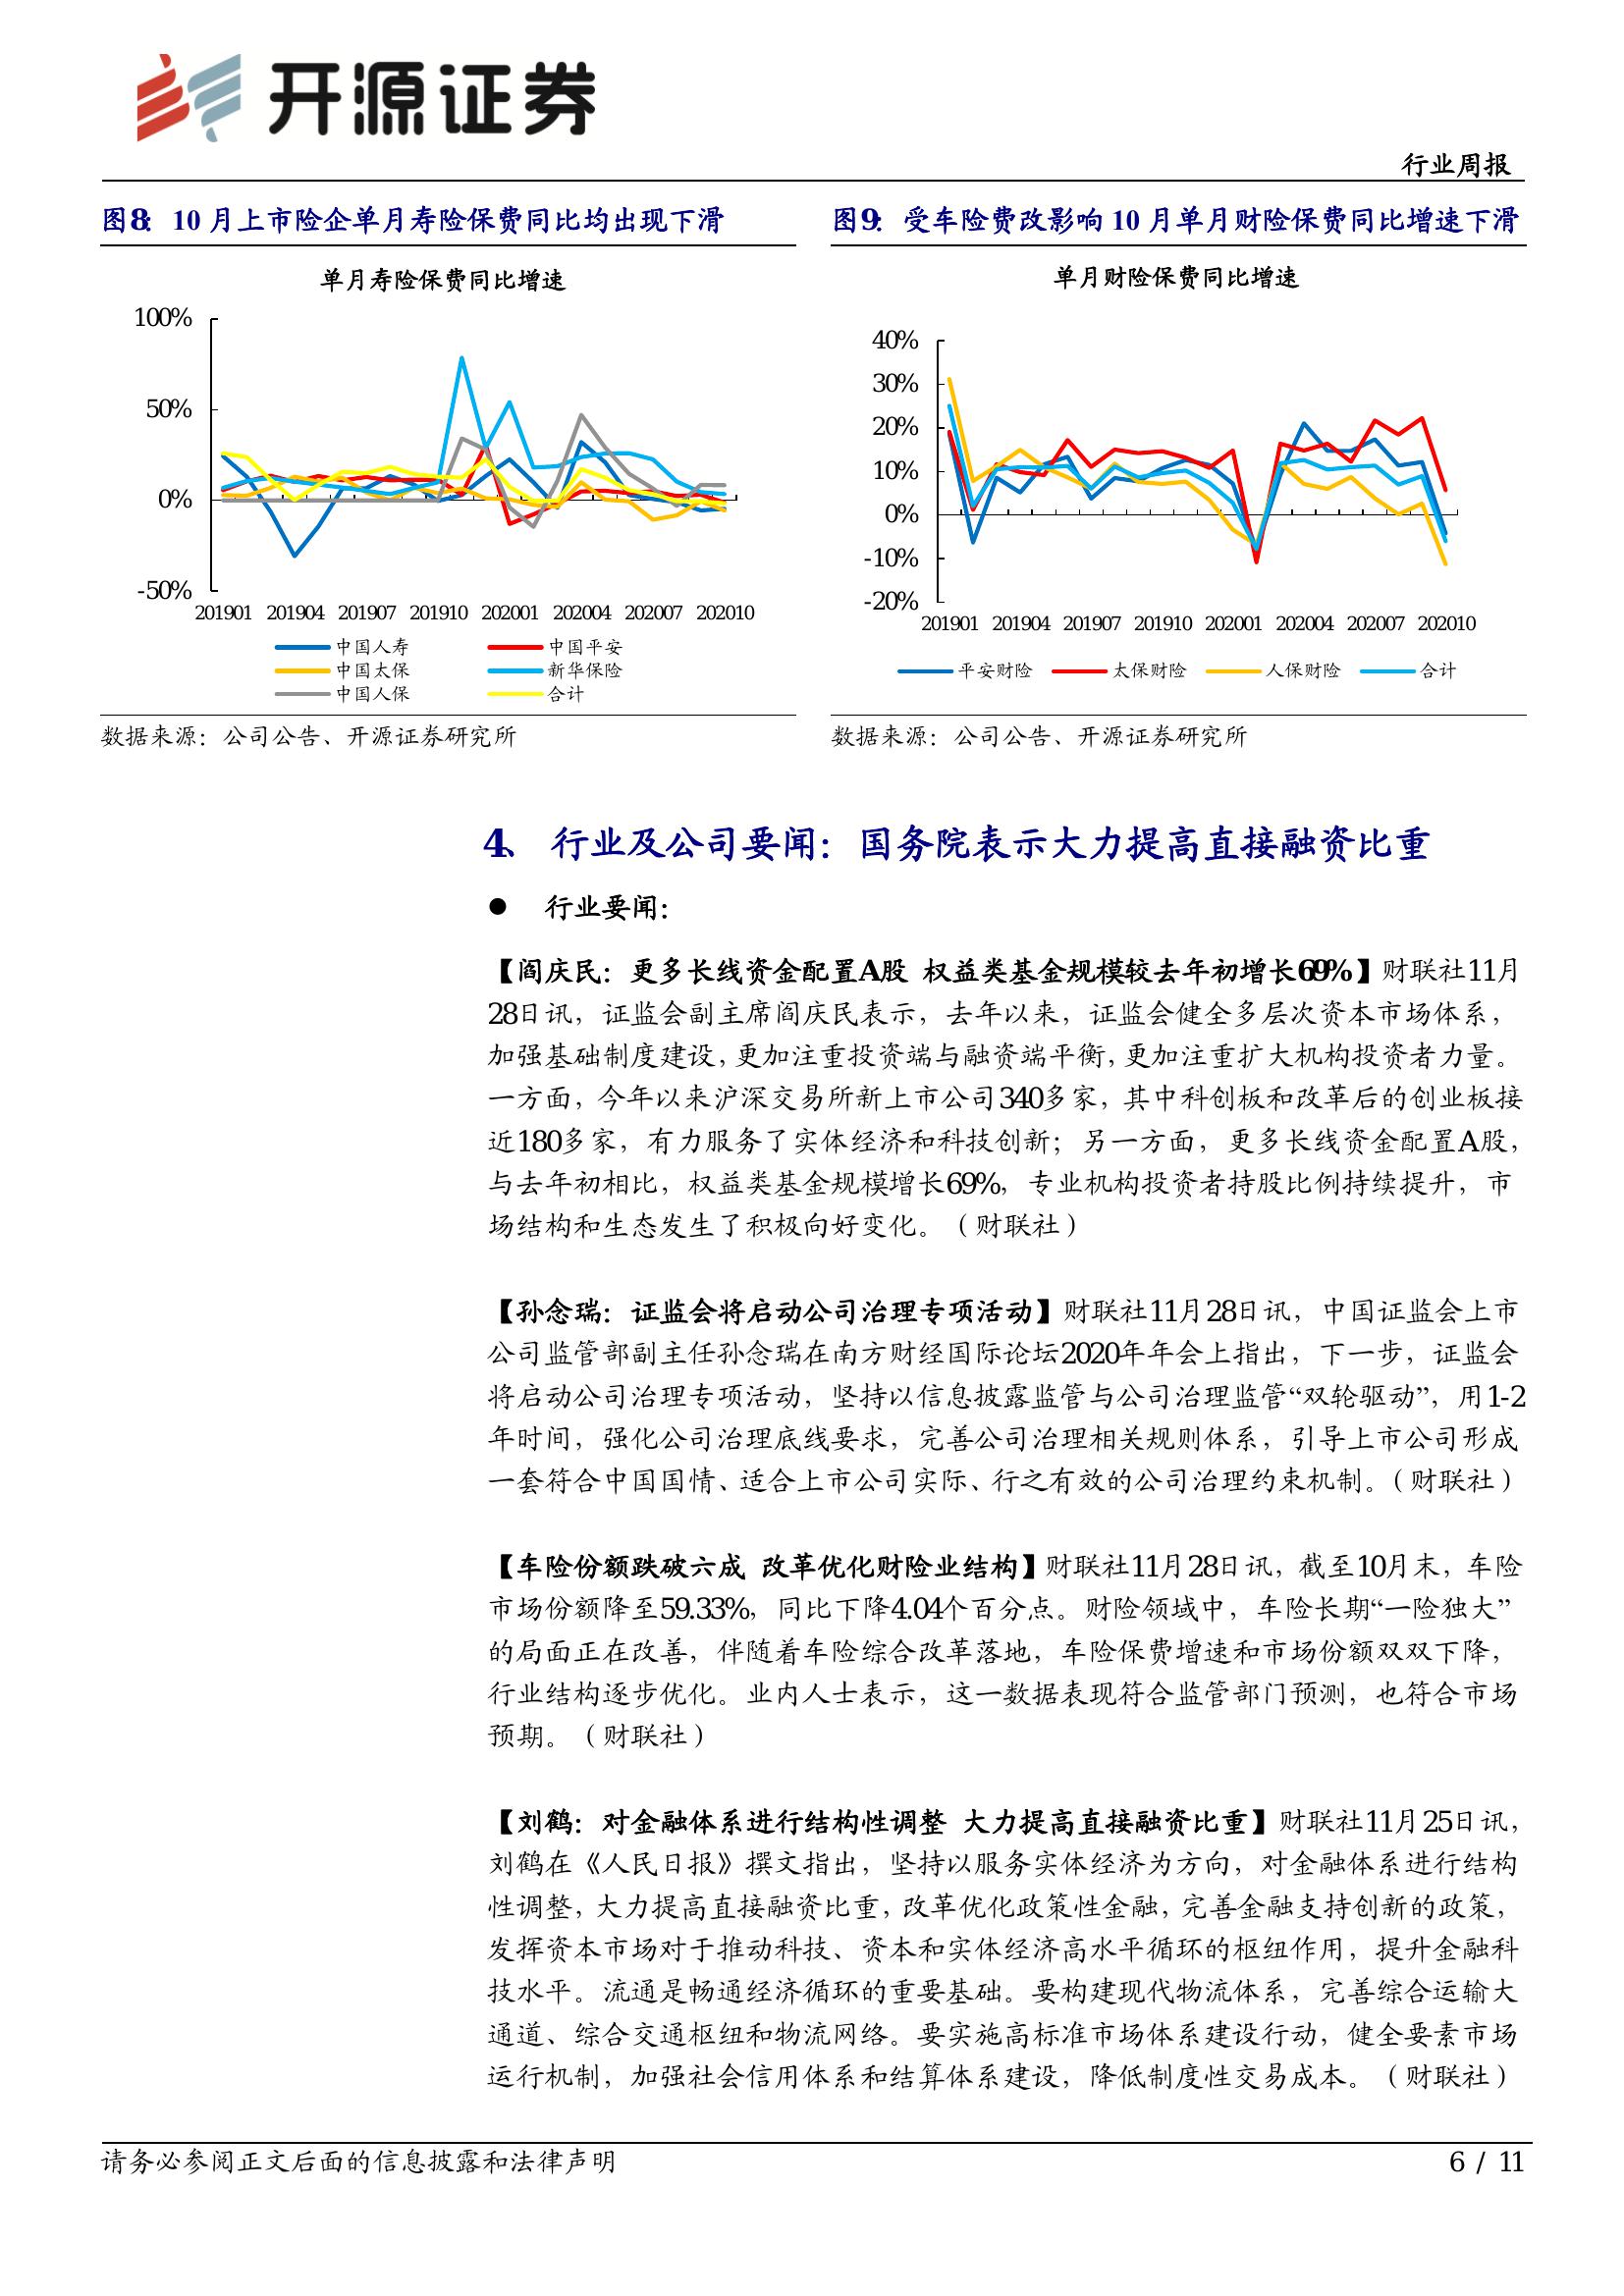 开源证券
行业周报
图8： 10 月上市险企单月寿险保费同比均出现下滑
单月寿险保费同比增速
100%
50%
0%
-50%
201901 201904 201907 201910 202001 202004 202007 202010
中国人寿 中国平安
中国太保 新华保险
中国人保 合计
数据来源：公司公告、开源证券研究所
图9： 受车险费改影响 10 月单月财险保费同比增速下滑
单月财险保费同比增速
40%
30%
20%
10%
0%
-10%
-20%
201901 201904 201907 201910 202001 202004 202007 202010
平安财险 太保财险 人保财险 合计
数据来源：公司公告、开源证券研究所
4、 行业及公司要闻：国务院表示大力提高直接融资比重
● 行业要闻：
【阎庆民：更多长线资金配置A股 权益类基金规模较去年初增长69%】财联社11月
28日讯，证监会副主席阎庆民表示，去年以来，证监会健全多层次资本市场体系，
加强基础制度建设，更加注重投资端与融资端平衡，更加注重扩大机构投资者力量。
一方面，今年以来沪深交易所新上市公司340多家，其中科创板和改革后的创业板接
近180多家，有力服务了实体经济和科技创新；另一方面，更多长线资金配置A股，
与去年初相比，权益类基金规模增长69%，专业机构投资者持股比例持续提升，市
场结构和生态发生了积极向好变化。（财联社）
【孙念瑞：证监会将启动公司治理专项活动】财联社11月28日讯，中国证监会上市
公司监管部副主任孙念瑞在南方财经国际论坛2020年年会上指出，下一步，证监会
将启动公司治理专项活动，坚持以信息披露监管与公司治理监管“双轮驱动”，用1-2
年时间，强化公司治理底线要求，完善公司治理相关规则体系，引导上市公司形成
一套符合中国国情、适合上市公司实际、行之有效的公司治理约束机制。（财联社）
【车险份额跌破六成 改革优化财险业结构】财联社11月28日讯，截至10月末，车险
市场份额降至59.33%，同比下降4.04个百分点。财险领域中，车险长期“一险独大”
的局面正在改善，伴随着车险综合改革落地，车险保费增速和市场份额双双下降，
行业结构逐步优化。业内人士表示，这一数据表现符合监管部门预测，也符合市场
预期。（财联社）
【刘鹤：对金融体系进行结构性调整 大力提高直接融资比重】财联社11月25日讯，
刘鹤在《人民日报》撰文指出，坚持以服务实体经济为方向，对金融体系进行结构
性调整，大力提高直接融资比重，改革优化政策性金融，完善金融支持创新的政策，
发挥资本市场对于推动科技、资本和实体经济高水平循环的枢纽作用，提升金融科
技水平。流通是畅通经济循环的重要基础。要构建现代物流体系，完善综合运输大
通道、综合交通枢纽和物流网络。要实施高标准市场体系建设行动，健全要素市场
运行机制，加强社会信用体系和结算体系建设，降低制度性交易成本。（财联社）
请务必参阅正文后面的信息披露和法律声明
6 / 11